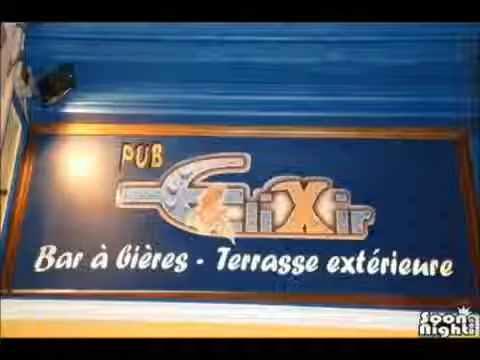 PUB
EliXir
Bar à bières - Terrasse extérieure
Soon
Night